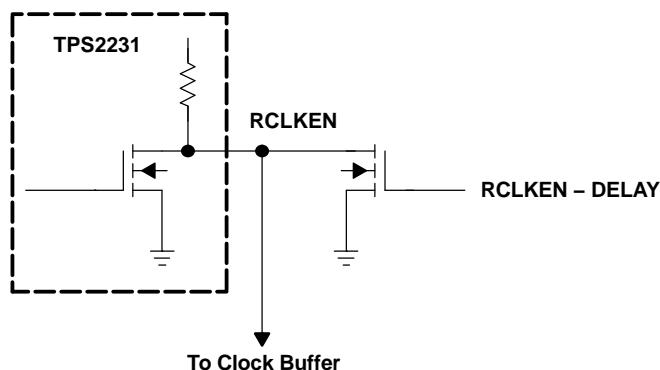 TPS2231
RCLKEN
RCLKEN – DELAY
To Clock Buffer